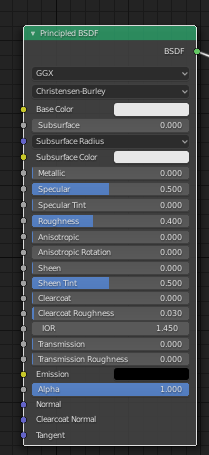 Principled BSDF
BSDF
GGX
Christensen-Burley
Base Color
Subsurface 0.000
Subsurface Radius
Subsurface Color
Metallic 0.000
Specular 0.500
Specular Tint 0.000
Roughness 0.400
Anisotropic 0.000
Anisotropic Rotation 0.000
Sheen 0.000
Sheen Tint 0.500
Clearcoat 0.000
Clearcoat Roughness 0.030
IOR 1.450
Transmission 0.000
Transmission Roughness 0.000
Emission
Alpha 1.000
Normal
Clearcoat Normal
Tangent